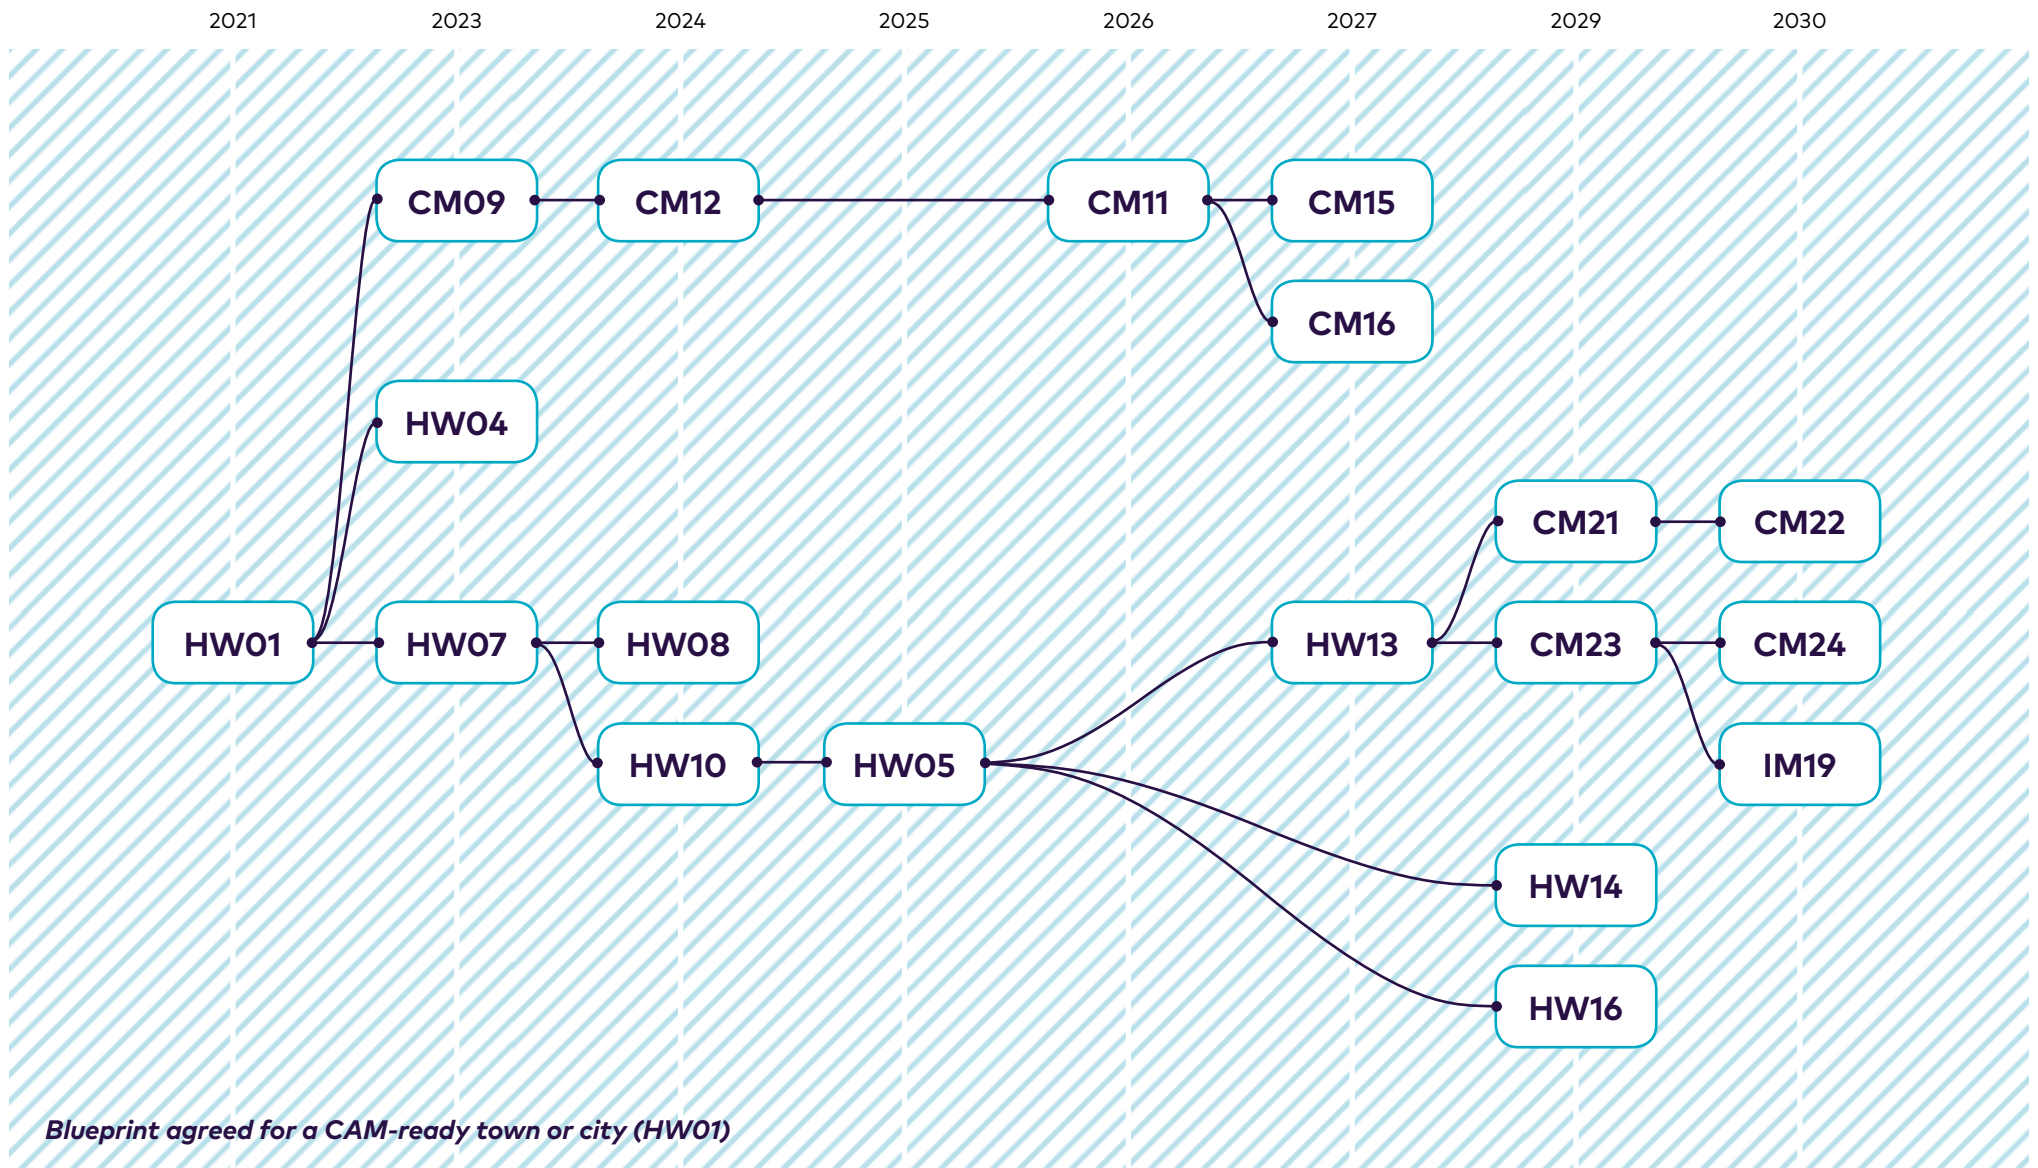 2021 2023 2024 2025 2026 2027 2029 2030
CM09 CM12 CM11 CM15
CM16
HW04
CM21 CM22
HW01 HW07 HW08 HW13 CM23 CM24
HW10 HW05 IM19
HW14
HW16
Blueprint agreed for a CAM-ready town or city (HW01)